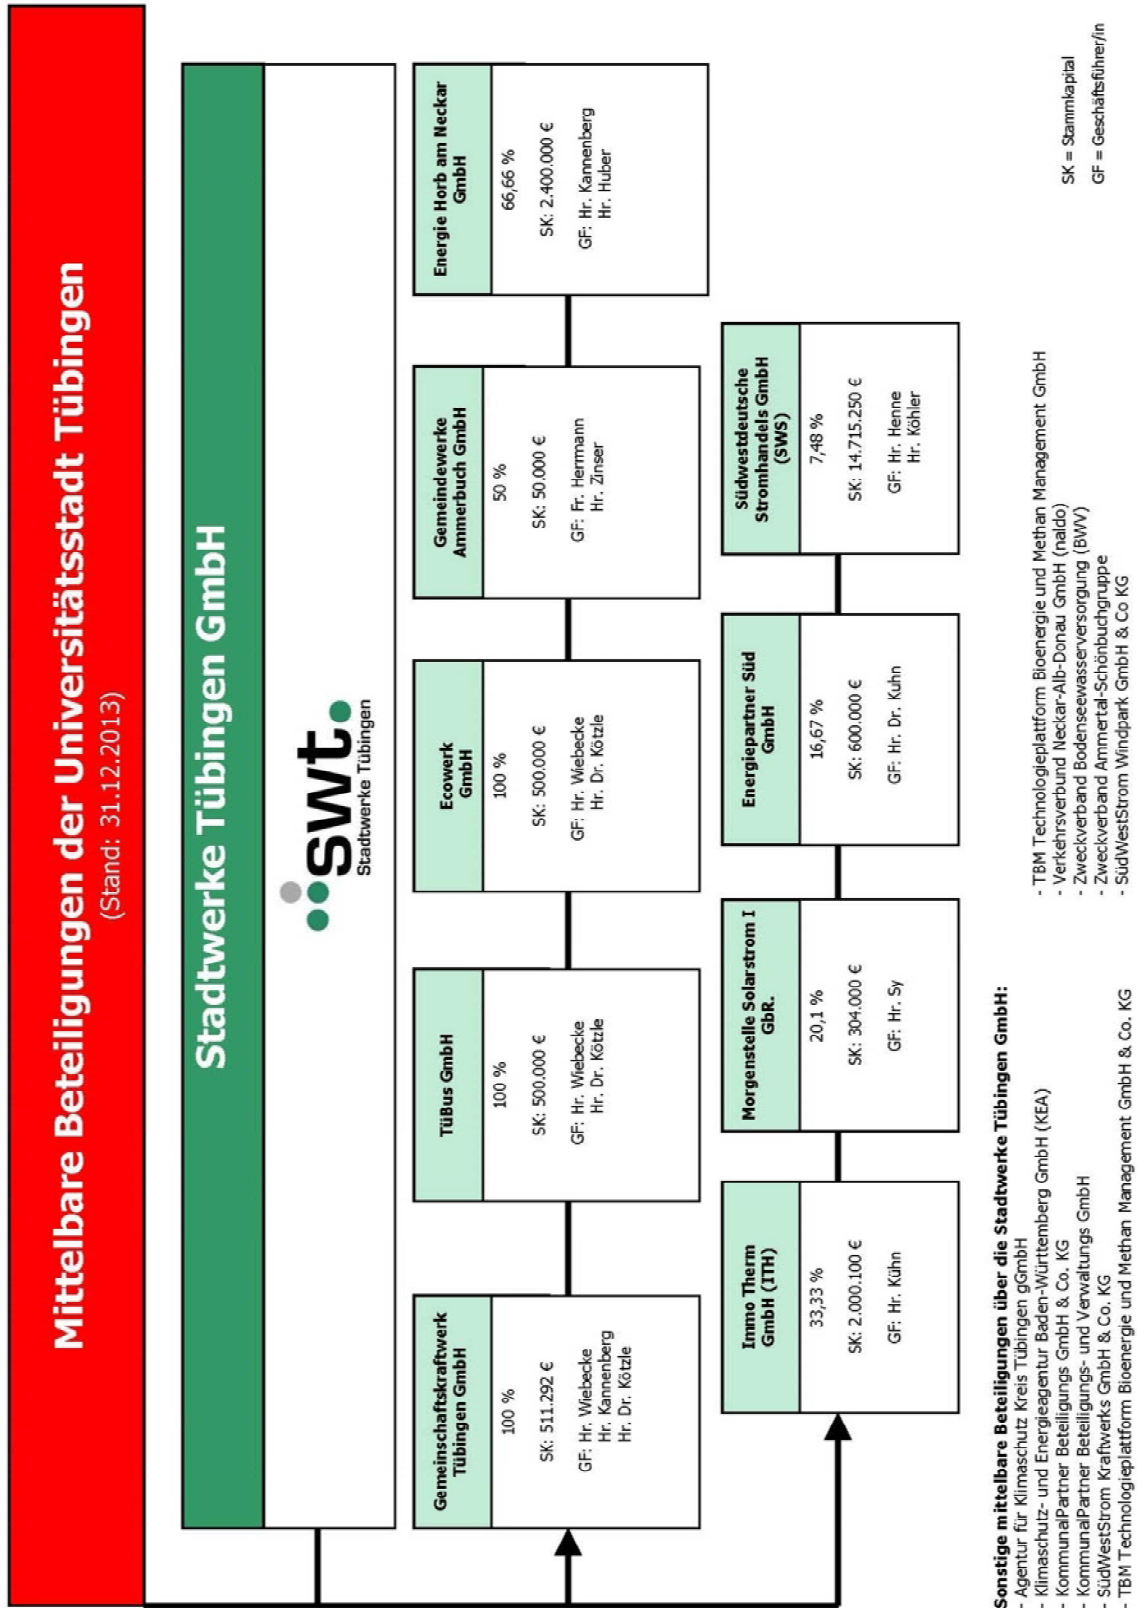 Mittelbare Beteiligungen der Universitätsstadt Tübingen
(Stand: 31.12.2013)
Stadtwerke Tübingen GmbH
swt.
Stadtwerke Tübingen
Gemeinschaftskraftwerk
Tübingen GmbH
100 %
SK: 511.292 €
GF: Hr. Wiebecke
Hr. Kannenberg
Hr. Dr. Kötzle
TüBus GmbH
100 %
SK: 500.000 €
GF: Hr. Wiebecke
Hr. Dr. Kötzle
Ecowerk
GmbH
100 %
SK: 500.000 €
GF: Hr. Wiebecke
Hr. Dr. Kötzle
Gemeindewerke
Ammerbuch GmbH
50 %
SK: 50.000 €
GF: Fr. Herrmann
Hr. Zinser
Energie Horb am Neckar
GmbH
66,66 %
SK: 2.400.000 €
GF: Hr. Kannenberg
Hr. Huber
Immo Therm
GmbH (ITH)
33,33 %
SK: 2.000.100 €
GF: Hr. Kühn
Morgenstelle Solarstrom I
GbR.
20,1 %
SK: 304.000 €
GF: Hr. Sy
Energiepartner Süd
GmbH
16,67 %
SK: 600.000 €
GF: Hr. Dr. Kuhn
Südwestdeutsche
Stromhandels GmbH
(SWS)
7,48 %
SK: 14.715.250 €
GF: Hr. Henne
Hr. Köhler
Sonstige mittelbare Beteiligungen über die Stadtwerke Tübingen GmbH:
- Agentur für Klimaschutz Kreis Tübingen gGmbH
- Klimaschutz- und Energieagentur Baden-Württemberg GmbH (KEA)
- KommunalPartner Beteiligungs GmbH & Co. KG
- KommunalPartner Beteiligungs- und Verwaltungs GmbH
- SüdWestStrom Kraftwerks GmbH & Co. KG
- TBM Technologieplattform Bioenergie und Methan Management GmbH & Co. KG
- TBM Technologieplattform Bioenergie und Methan Management GmbH
- Verkehrsverbund Neckar-Alb-Donau GmbH (naldo)
- Zweckverband Bodenseewasserversorgung (BWV)
- Zweckverband Ammertal-Schönbuchgruppe
- SüdWestStrom Windpark GmbH & Co KG
SK = Stammkapital
GF = Geschäftsführer/in